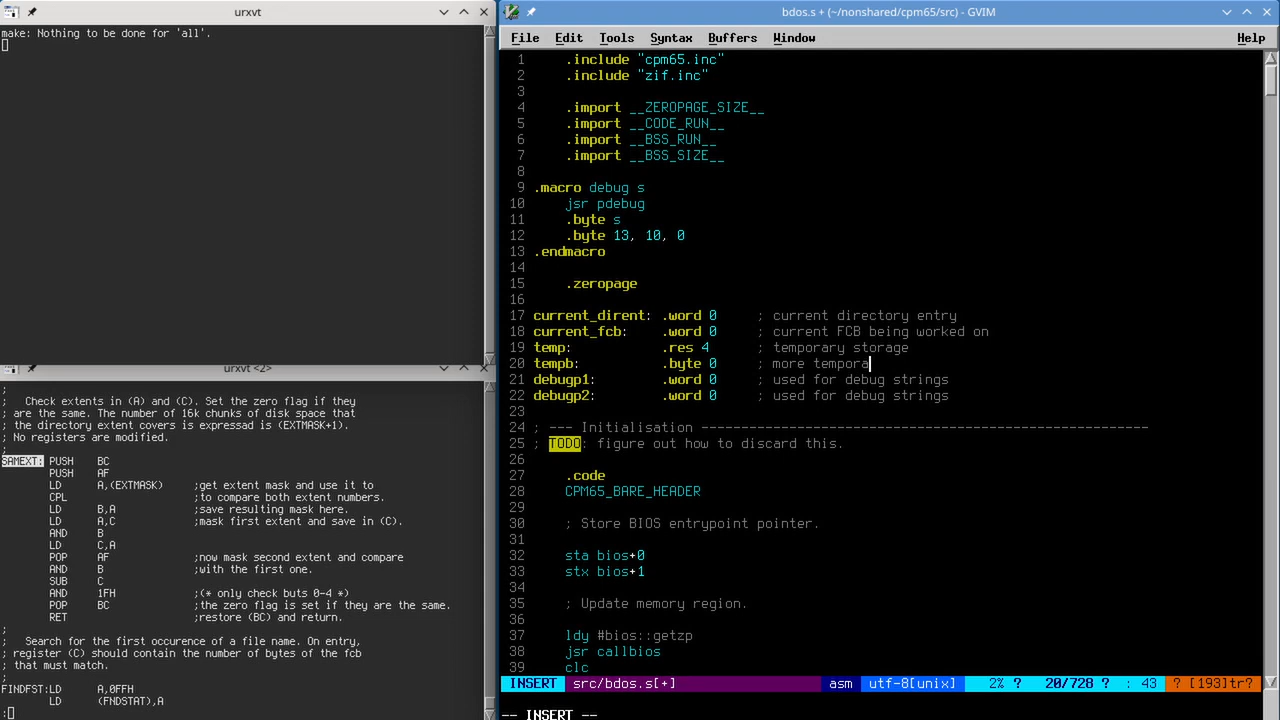 urxvt
make: Nothing to be done for 'all'.
urxvt <2>
;
;   Check extents in (A) and (C). Set the zero flag if they
; are the same. The number of 16k chunks of disk space that
; the directory extent covers is expressad is (EXTMASK+1).
; No registers are modified.
;
SAMEXT: PUSH    BC
        PUSH    AF
        LD      A,(EXTMASK)     ;get extent mask and use it to
        CPL                     ;to compare both extent numbers.
        LD      B,A             ;save resulting mask here.
        LD      A,C             ;mask first extent and save in (C).
        AND     B
        LD      C,A
        POP     AF              ;now mask second extent and compare
        AND     B               ;with the first one.
        SUB     C
        AND     1FH             ;(* only check buts 0-4 *)
        POP     BC              ;the zero flag is set if they are the same.
        RET                     ;restore (BC) and return.
;
;   Search for the first occurence of a file name. On entry,
; register (C) should contain the number of bytes of the fcb
; that must match.
;
FINDFST:LD      A,0FFH
        LD      (FNDSTAT),A
:
bdos.s + (~/nonshared/cpm65/src) - GVIM
File Edit Tools Syntax Buffers Window Help
1     .include "cpm65.inc"
2     .include "zif.inc"
3
4     .import __ZEROPAGE_SIZE__
5     .import __CODE_RUN__
6     .import __BSS_RUN__
7     .import __BSS_SIZE__
8
9 .macro debug s
10     jsr pdebug
11     .byte s
12     .byte 13, 10, 0
13 .endmacro
14
15     .zeropage
16
17 current_dirent: .word 0     ; current directory entry
18 current_fcb:    .word 0     ; current FCB being worked on
19 temp:           .res 4      ; temporary storage
20 tempb:          .byte 0     ; more tempora
21 debugp1:        .word 0     ; used for debug strings
22 debugp2:        .word 0     ; used for debug strings
23
24 ; --- Initialisation ---------------------------------------------------------
25 ; TODO: figure out how to discard this.
26
27     .code
28     CPM65_BARE_HEADER
29
30     ; Store BIOS entrypoint pointer.
31
32     sta bios+0
33     stx bios+1
34
35     ; Update memory region.
36
37     ldy #bios::getzp
38     jsr callbios
39     clc
INSERT src/bdos.s[+] asm utf-8[unix] 2% ? 20/728 ? : 43 ? [193]tr?
-- INSERT --